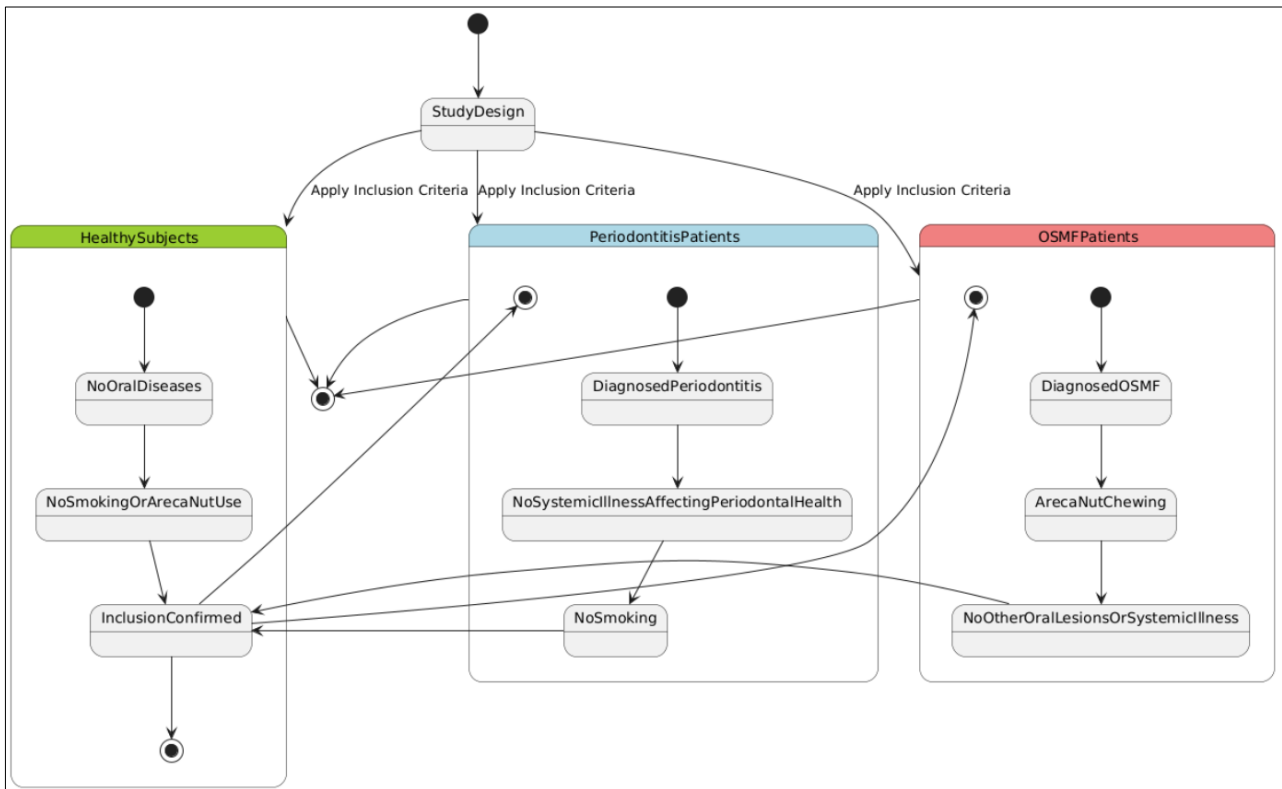 StudyDesign
Apply Inclusion Criteria
Apply Inclusion Criteria
Apply Inclusion Criteria
HealthySubjects
NoOralDiseases
NoSmokingOrArecaNutUse
InclusionConfirmed
PeriodontitisPatients
DiagnosedPeriodontitis
NoSystemicIllnessAffectingPeriodontalHealth
NoSmoking
OSMFPatients
DiagnosedOSMF
ArecaNutChewing
NoOtherOralLesionsOrSystemicIllness